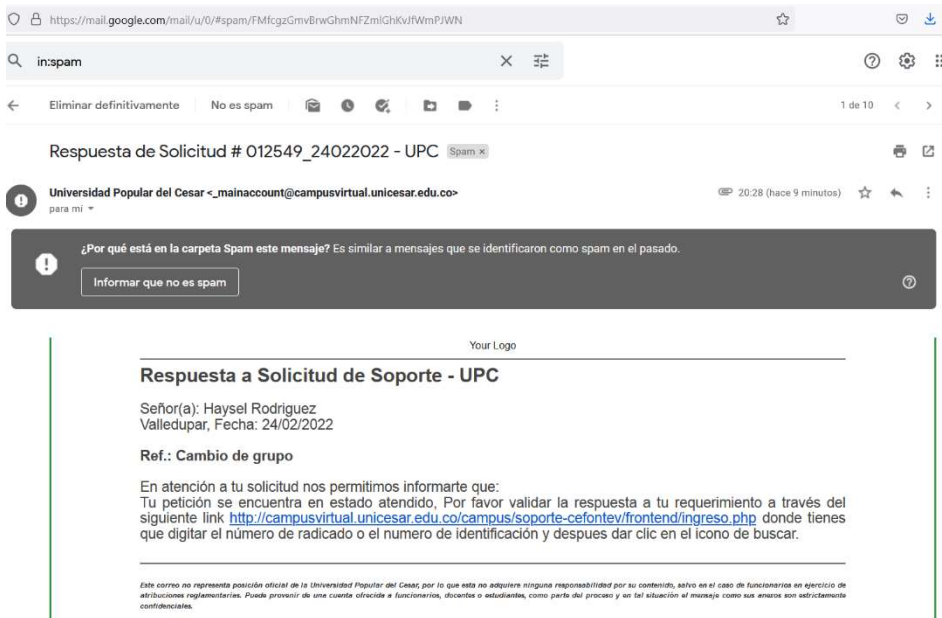 https://mail.google.com/mail/u/0/#spam/FMfcgzGmvBrwGhmNFZmlGhKvJfWmPJWN
in:spam
Eliminar definitivamente No es spam 1 de 10
Respuesta de Solicitud # 012549_24022022 - UPC Spam ×
Universidad Popular del Cesar <_mainaccount@campusvirtual.unicesar.edu.co> 20:28 (hace 9 minutos)
para mí
¿Por qué está en la carpeta Spam este mensaje? Es similar a mensajes que se identificaron como spam en el pasado.
Informar que no es spam
Your Logo
Respuesta a Solicitud de Soporte - UPC
Señor(a): Haysel Rodriguez
Valledupar, Fecha: 24/02/2022
Ref.: Cambio de grupo
En atención a tu solicitud nos permitimos informarte que:
Tu petición se encuentra en estado atendido, Por favor validar la respuesta a tu requerimiento a través del
siguiente link http://campusvirtual.unicesar.edu.co/campus/soporte-cefontev/frontend/ingreso.php donde tienes
que digitar el número de radicado o el numero de identificación y despues dar clic en el icono de buscar.
Este correo no representa posición oficial de la Universidad Popular del Cesar, por lo que esta no adquiere ninguna responsabilidad por su contenido, salvo en el caso de funcionarios en ejercicio de
atribuciones reglamentarias. Puede provenir de una cuenta ofrecida a funcionarios, docentes o estudiantes, como parte del proceso y en tal situación el mensaje como sus anexos son estrictamente
confidenciales.